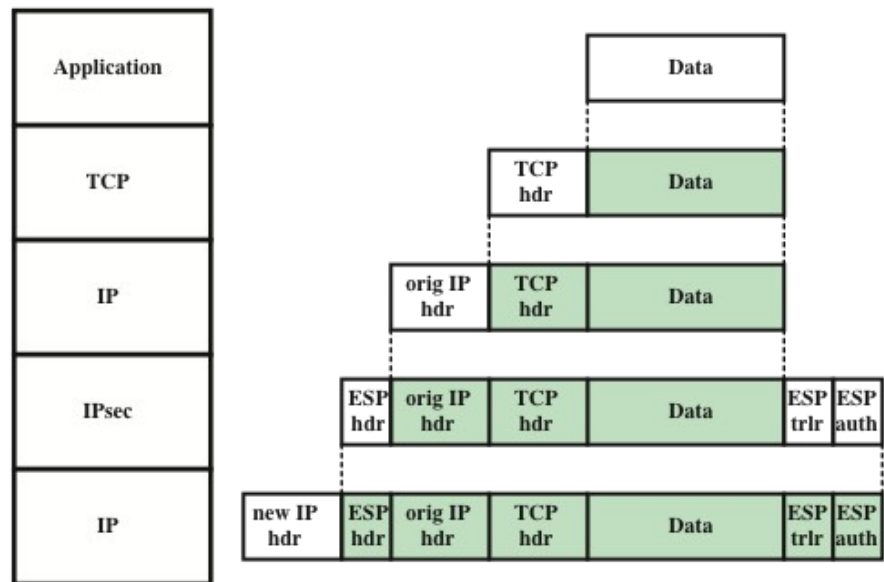 Application
Data
TCP
TCP
hdr
Data
IP
orig IP
hdr
TCP
hdr
Data
IPsec
ESP
hdr
orig IP
hdr
TCP
hdr
Data
ESP
trlr
ESP
auth
IP
new IP
hdr
ESP
hdr
orig IP
hdr
TCP
hdr
Data
ESP
trlr
ESP
auth